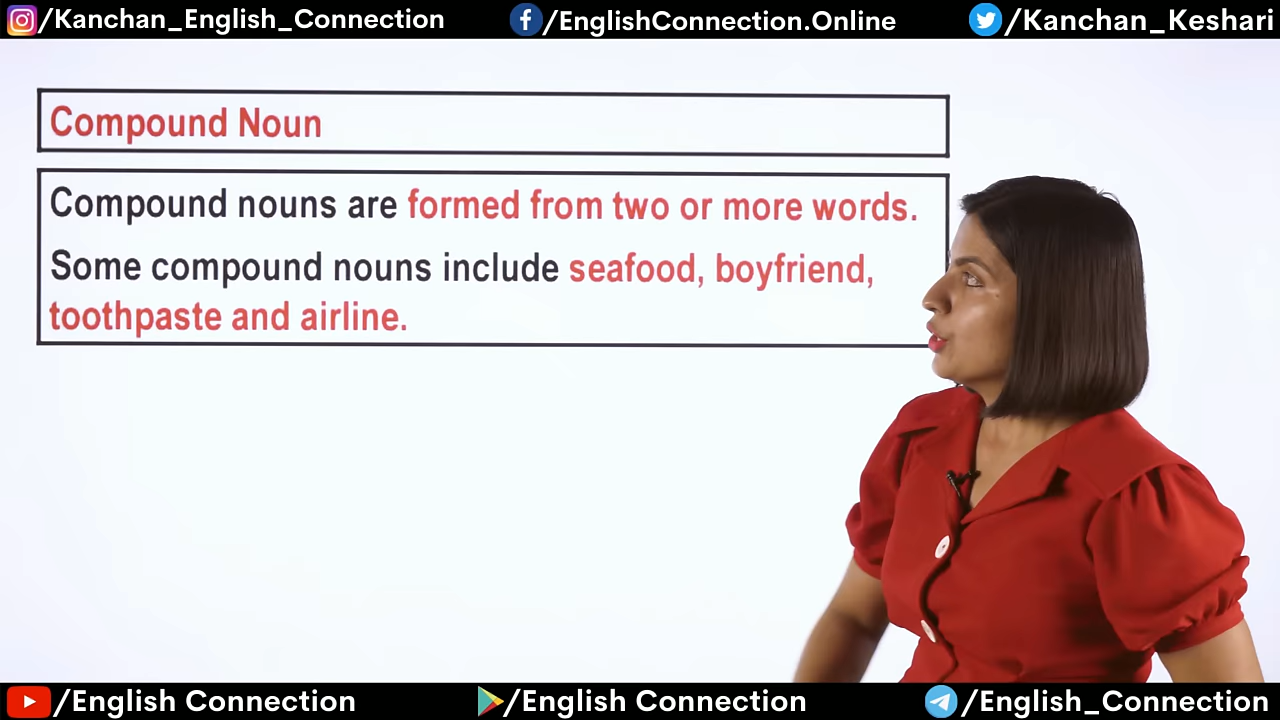 /Kanchan_English_Connection
/EnglishConnection.Online
/Kanchan_Keshari
Compound Noun
Compound nouns are formed from two or more words.
Some compound nouns include seafood, boyfriend,
toothpaste and airline.
/English Connection
/English Connection
/English_Connection